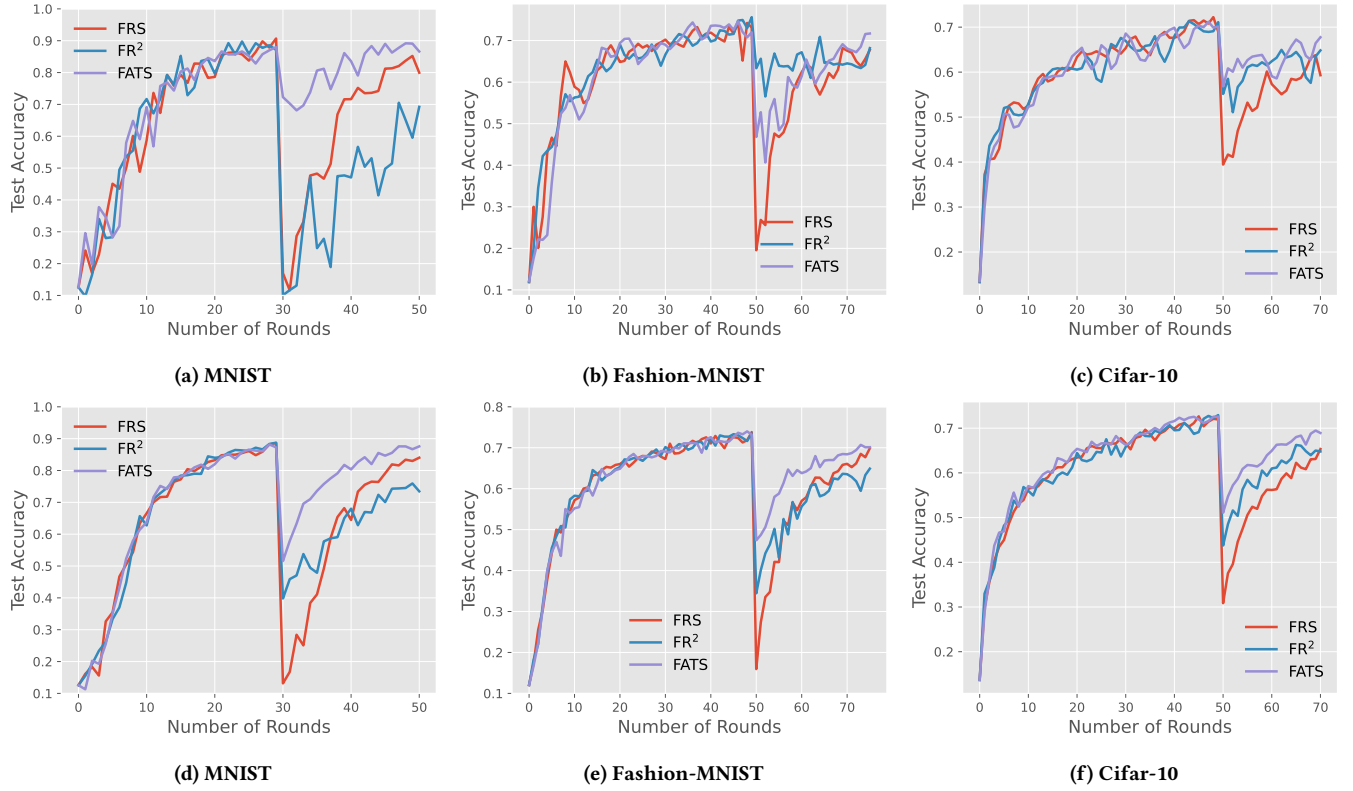 FRS
FR²
FATS
1.0
0.9
0.8
0.7
0.6
0.5
0.4
0.3
0.2
0.1
Test Accuracy
0 10 20 30 40 50
Number of Rounds
(a) MNIST
FRS
FR²
FATS
0.7
0.6
0.5
0.4
0.3
0.2
0.1
Test Accuracy
0 10 20 30 40 50 60 70
Number of Rounds
(b) Fashion-MNIST
FRS
FR²
FATS
0.7
0.6
0.5
0.4
0.3
0.2
Test Accuracy
0 10 20 30 40 50 60 70
Number of Rounds
(c) Cifar-10
FRS
FR²
FATS
1.0
0.9
0.8
0.7
0.6
0.5
0.4
0.3
0.2
0.1
Test Accuracy
0 10 20 30 40 50
Number of Rounds
(d) MNIST
FRS
FR²
FATS
0.8
0.7
0.6
0.5
0.4
0.3
0.2
0.1
Test Accuracy
0 10 20 30 40 50 60 70
Number of Rounds
(e) Fashion-MNIST
FRS
FR²
FATS
0.7
0.6
0.5
0.4
0.3
0.2
Test Accuracy
0 10 20 30 40 50 60 70
Number of Rounds
(f) Cifar-10